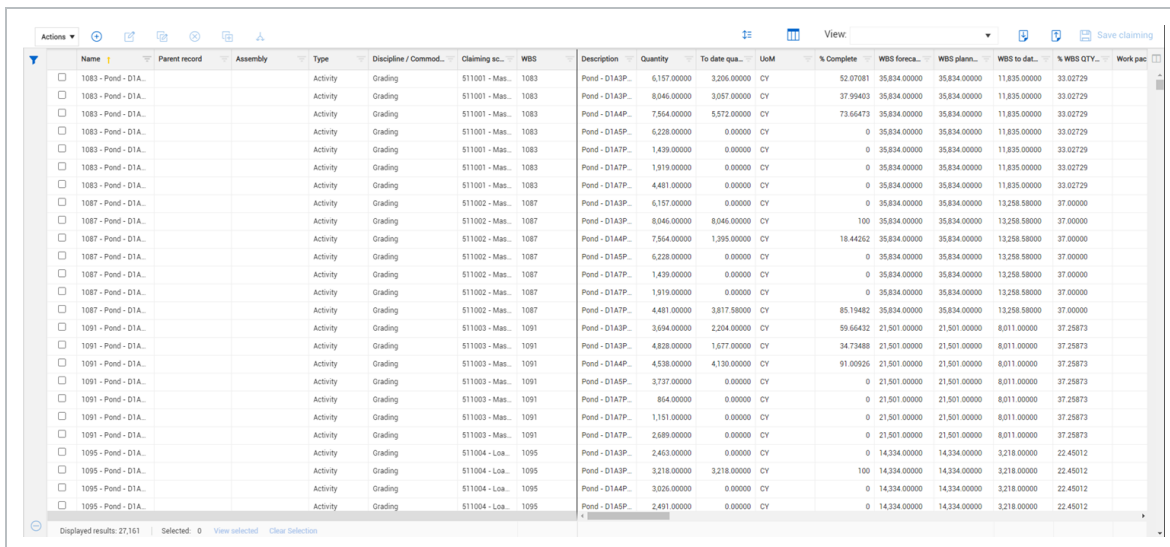 Actions View: Save claiming
Name Parent record Assembly Type Discipline / Commod... Claiming sc... WBS Description Quantity To date qua... UoM % Complete WBS foreca... WBS plann... WBS to dat... % WBS QTY... Work pac
1083 - Pond - D1A... Activity Grading 511001 - Mas... 1083 Pond - D1A3P... 6,157.00000 3,206.00000 CY 52.07081 35,834.00000 35,834.00000 11,835.00000 33.02729
1083 - Pond - D1A... Activity Grading 511001 - Mas... 1083 Pond - D1A3P... 8,046.00000 3,057.00000 CY 37.99403 35,834.00000 35,834.00000 11,835.00000 33.02729
1083 - Pond - D1A... Activity Grading 511001 - Mas... 1083 Pond - D1A4P... 7,564.00000 5,572.00000 CY 73.66473 35,834.00000 35,834.00000 11,835.00000 33.02729
1083 - Pond - D1A... Activity Grading 511001 - Mas... 1083 Pond - D1A5P... 6,228.00000 0.00000 CY 0 35,834.00000 35,834.00000 11,835.00000 33.02729
1083 - Pond - D1A... Activity Grading 511001 - Mas... 1083 Pond - D1A7P... 1,439.00000 0.00000 CY 0 35,834.00000 35,834.00000 11,835.00000 33.02729
1083 - Pond - D1A... Activity Grading 511001 - Mas... 1083 Pond - D1A7P... 1,919.00000 0.00000 CY 0 35,834.00000 35,834.00000 11,835.00000 33.02729
1083 - Pond - D1A... Activity Grading 511001 - Mas... 1083 Pond - D1A7P... 4,481.00000 0.00000 CY 0 35,834.00000 35,834.00000 11,835.00000 33.02729
1087 - Pond - D1A... Activity Grading 511002 - Mas... 1087 Pond - D1A3P... 6,157.00000 0.00000 CY 0 35,834.00000 35,834.00000 13,258.58000 37.00000
1087 - Pond - D1A... Activity Grading 511002 - Mas... 1087 Pond - D1A3P... 8,046.00000 8,046.00000 CY 100 35,834.00000 35,834.00000 13,258.58000 37.00000
1087 - Pond - D1A... Activity Grading 511002 - Mas... 1087 Pond - D1A4P... 7,564.00000 1,395.00000 CY 18.44262 35,834.00000 35,834.00000 13,258.58000 37.00000
1087 - Pond - D1A... Activity Grading 511002 - Mas... 1087 Pond - D1A5P... 6,228.00000 0.00000 CY 0 35,834.00000 35,834.00000 13,258.58000 37.00000
1087 - Pond - D1A... Activity Grading 511002 - Mas... 1087 Pond - D1A7P... 1,439.00000 0.00000 CY 0 35,834.00000 35,834.00000 13,258.58000 37.00000
1087 - Pond - D1A... Activity Grading 511002 - Mas... 1087 Pond - D1A7P... 1,919.00000 0.00000 CY 0 35,834.00000 35,834.00000 13,258.58000 37.00000
1087 - Pond - D1A... Activity Grading 511002 - Mas... 1087 Pond - D1A7P... 4,481.00000 3,817.58000 CY 85.19482 35,834.00000 35,834.00000 13,258.58000 37.00000
1091 - Pond - D1A... Activity Grading 511003 - Mas... 1091 Pond - D1A3P... 3,694.00000 2,204.00000 CY 59.66432 21,501.00000 21,501.00000 8,011.00000 37.25873
1091 - Pond - D1A... Activity Grading 511003 - Mas... 1091 Pond - D1A3P... 4,828.00000 1,677.00000 CY 34.73488 21,501.00000 21,501.00000 8,011.00000 37.25873
1091 - Pond - D1A... Activity Grading 511003 - Mas... 1091 Pond - D1A4P... 4,538.00000 4,130.00000 CY 91.00926 21,501.00000 21,501.00000 8,011.00000 37.25873
1091 - Pond - D1A... Activity Grading 511003 - Mas... 1091 Pond - D1A5P... 3,737.00000 0.00000 CY 0 21,501.00000 21,501.00000 8,011.00000 37.25873
1091 - Pond - D1A... Activity Grading 511003 - Mas... 1091 Pond - D1A7P... 864.00000 0.00000 CY 0 21,501.00000 21,501.00000 8,011.00000 37.25873
1091 - Pond - D1A... Activity Grading 511003 - Mas... 1091 Pond - D1A7P... 1,151.00000 0.00000 CY 0 21,501.00000 21,501.00000 8,011.00000 37.25873
1091 - Pond - D1A... Activity Grading 511003 - Mas... 1091 Pond - D1A7P... 2,689.00000 0.00000 CY 0 21,501.00000 21,501.00000 8,011.00000 37.25873
1095 - Pond - D1A... Activity Grading 511004 - Loa... 1095 Pond - D1A3P... 2,463.00000 0.00000 CY 0 14,334.00000 14,334.00000 3,218.00000 22.45012
1095 - Pond - D1A... Activity Grading 511004 - Loa... 1095 Pond - D1A3P... 3,218.00000 3,218.00000 CY 100 14,334.00000 14,334.00000 3,218.00000 22.45012
1095 - Pond - D1A... Activity Grading 511004 - Loa... 1095 Pond - D1A4P... 3,026.00000 0.00000 CY 0 14,334.00000 14,334.00000 3,218.00000 22.45012
1095 - Pond - D1A... Activity Grading 511004 - Loa... 1095 Pond - D1A5P... 2,491.00000 0.00000 CY 0 14,334.00000 14,334.00000 3,218.00000 22.45012
Displayed results: 27,161 Selected: 0 View selected Clear Selection